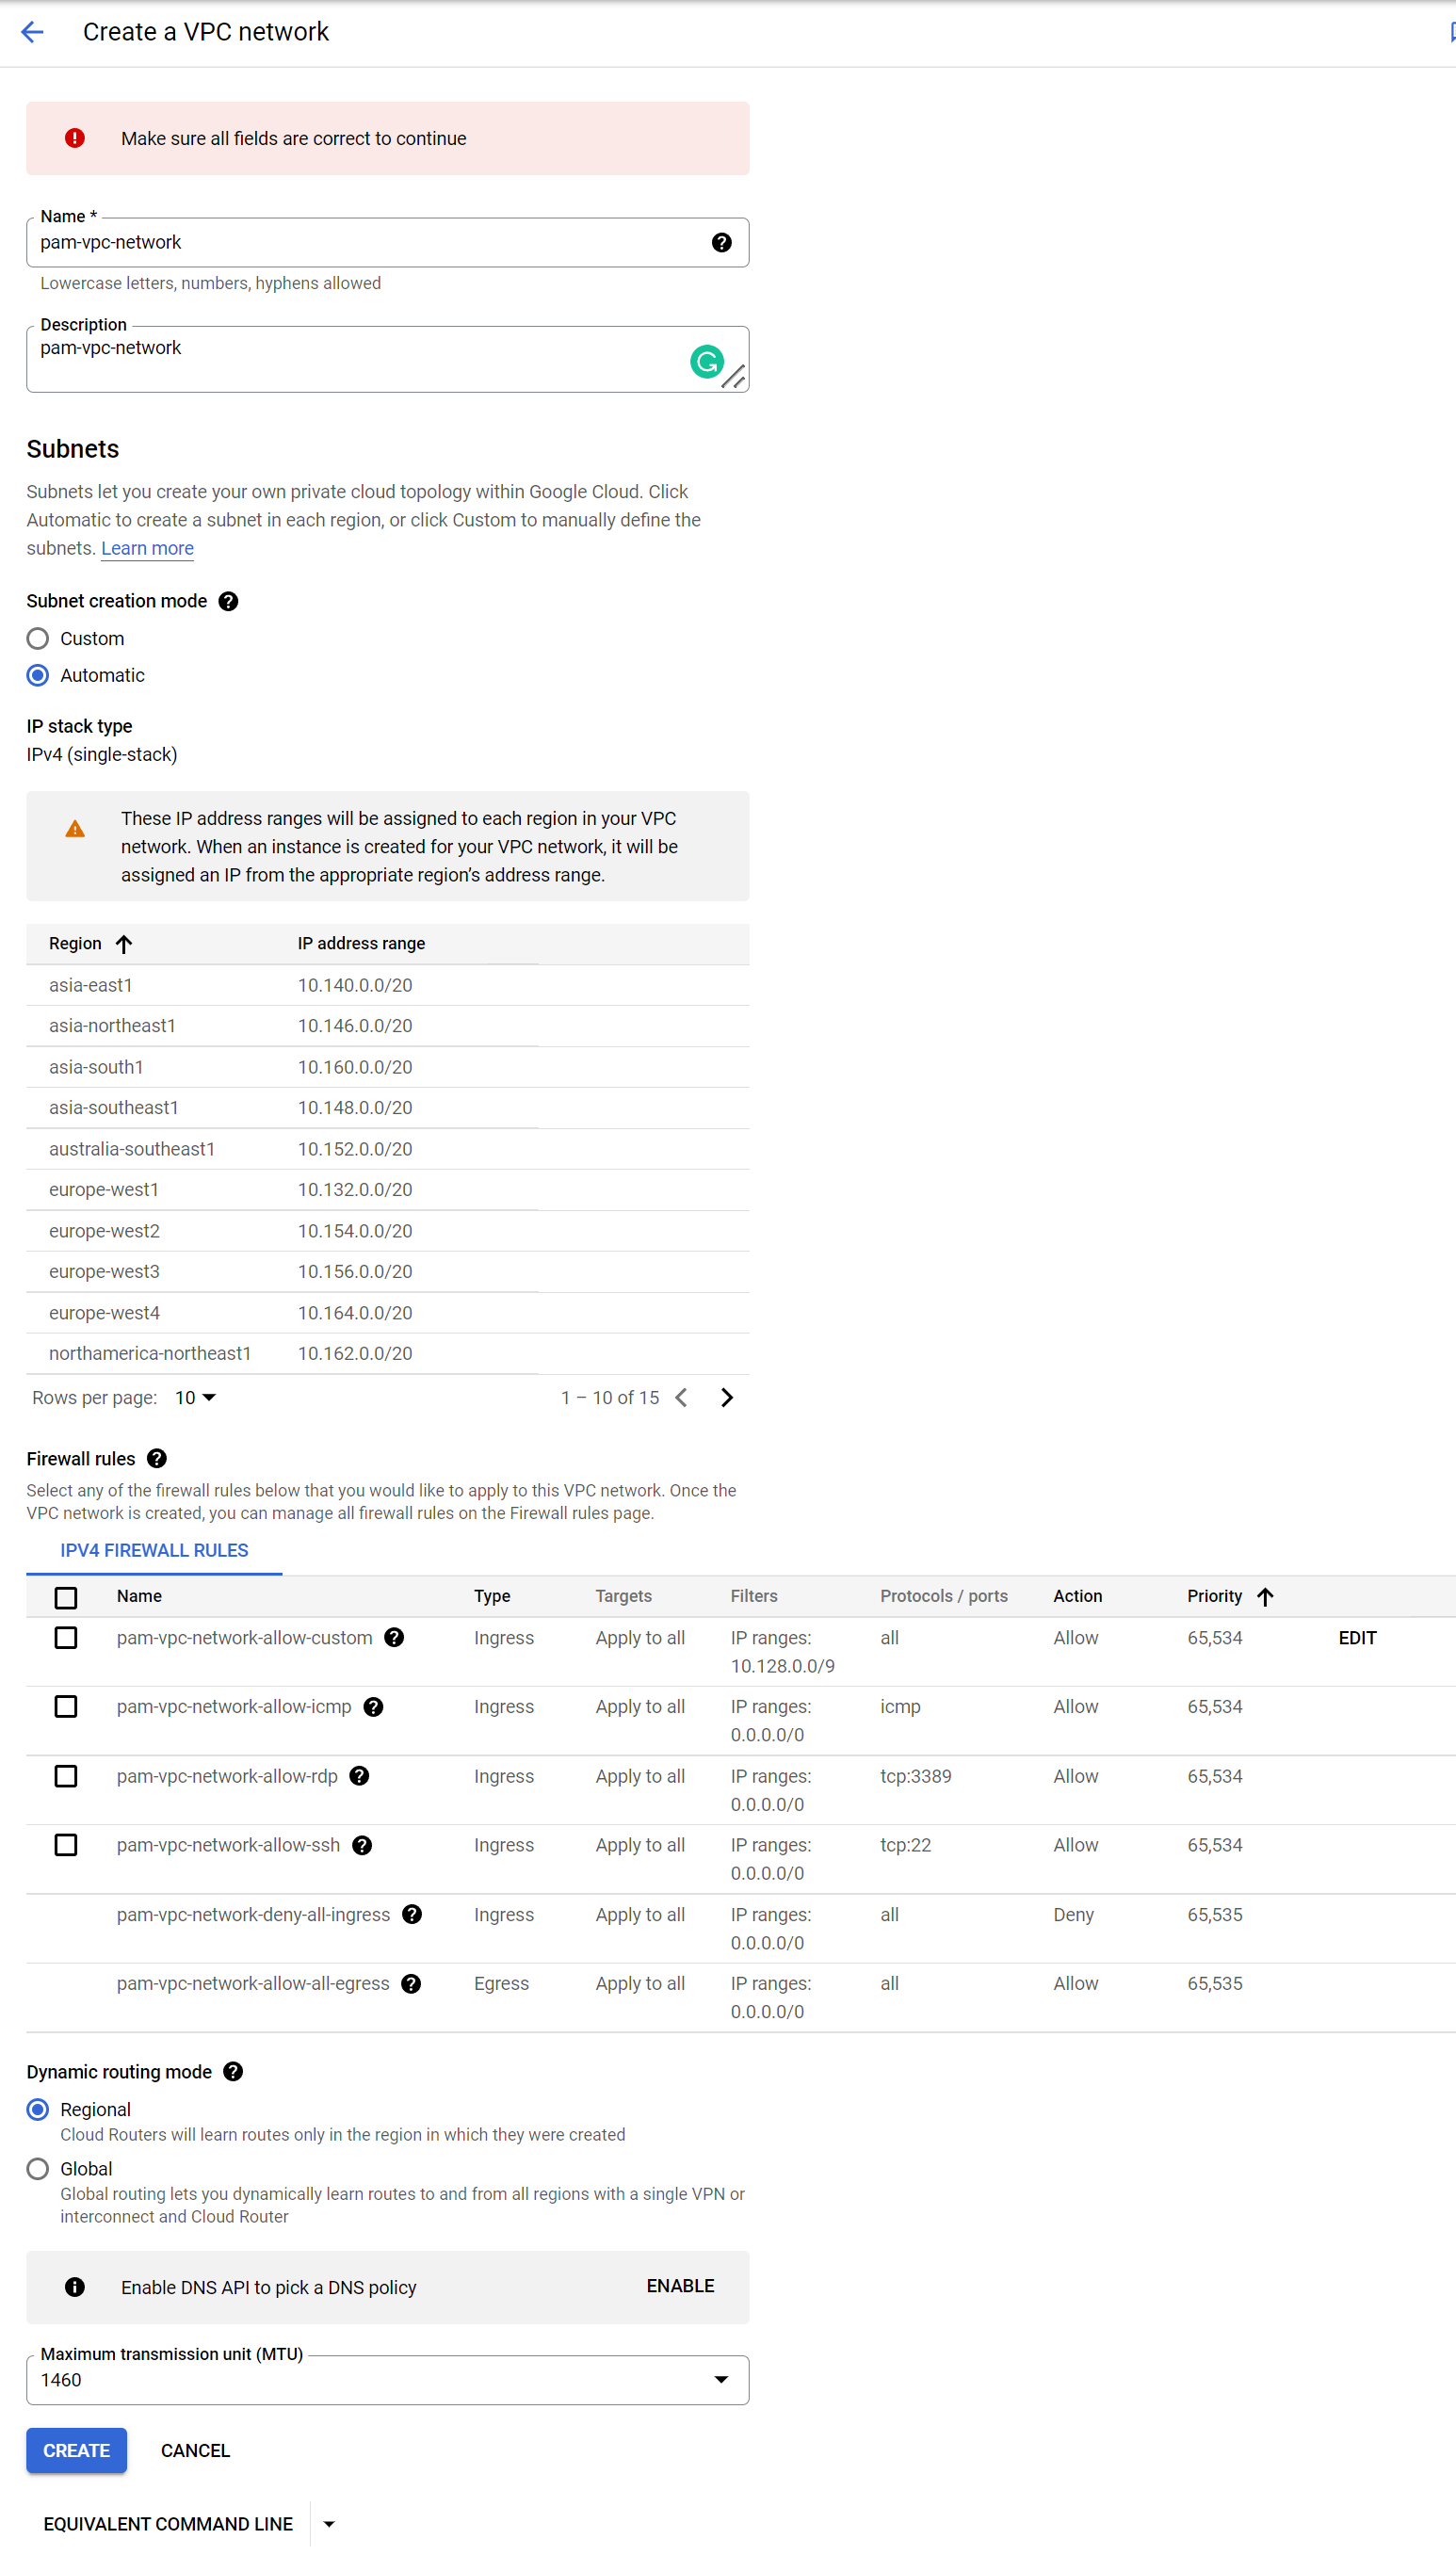 Create a VPC network
Make sure all fields are correct to continue
Name *
pam-vpc-network
Lowercase letters, numbers, hyphens allowed
Description
pam-vpc-network
Subnets
Subnets let you create your own private cloud topology within Google Cloud. Click
Automatic to create a subnet in each region, or click Custom to manually define the
subnets. Learn more
Subnet creation mode
Custom
Automatic
IP stack type
IPv4 (single-stack)
These IP address ranges will be assigned to each region in your VPC
network. When an instance is created for your VPC network, it will be
assigned an IP from the appropriate region’s address range.
Region IP address range
asia-east1 10.140.0.0/20
asia-northeast1 10.146.0.0/20
asia-south1 10.160.0.0/20
asia-southeast1 10.148.0.0/20
australia-southeast1 10.152.0.0/20
europe-west1 10.132.0.0/20
europe-west2 10.154.0.0/20
europe-west3 10.156.0.0/20
europe-west4 10.164.0.0/20
northamerica-northeast1 10.162.0.0/20
Rows per page: 10 1 – 10 of 15
Firewall rules
Select any of the firewall rules below that you would like to apply to this VPC network. Once the
VPC network is created, you can manage all firewall rules on the Firewall rules page.
IPV4 FIREWALL RULES
Name Type Targets Filters Protocols / ports Action Priority
pam-vpc-network-allow-custom Ingress Apply to all IP ranges: all Allow 65,534 EDIT
10.128.0.0/9
pam-vpc-network-allow-icmp Ingress Apply to all IP ranges: icmp Allow 65,534
0.0.0.0/0
pam-vpc-network-allow-rdp Ingress Apply to all IP ranges: tcp:3389 Allow 65,534
0.0.0.0/0
pam-vpc-network-allow-ssh Ingress Apply to all IP ranges: tcp:22 Allow 65,534
0.0.0.0/0
pam-vpc-network-deny-all-ingress Ingress Apply to all IP ranges: all Deny 65,535
0.0.0.0/0
pam-vpc-network-allow-all-egress Egress Apply to all IP ranges: all Allow 65,535
0.0.0.0/0
Dynamic routing mode
Regional
Cloud Routers will learn routes only in the region in which they were created
Global
Global routing lets you dynamically learn routes to and from all regions with a single VPN or
interconnect and Cloud Router
Enable DNS API to pick a DNS policy ENABLE
Maximum transmission unit (MTU)
1460
CREATE CANCEL
EQUIVALENT COMMAND LINE